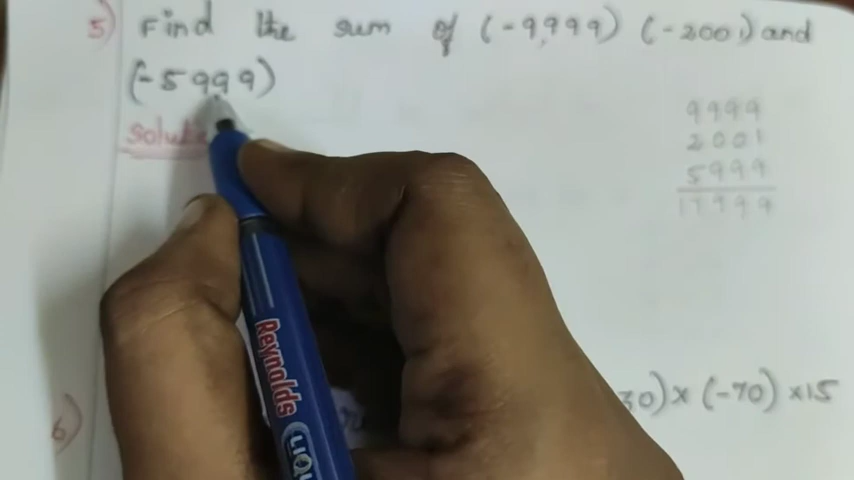 5) Find the sum of (-9,999) (-2001) and
(-5999)
9999
2001
5999
17999
30) x (-70) x 15
6)
Reynolds
LIQU